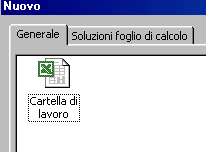 Nuovo
Generale
Soluzioni foglio di calcolo
Cartella di
lavoro